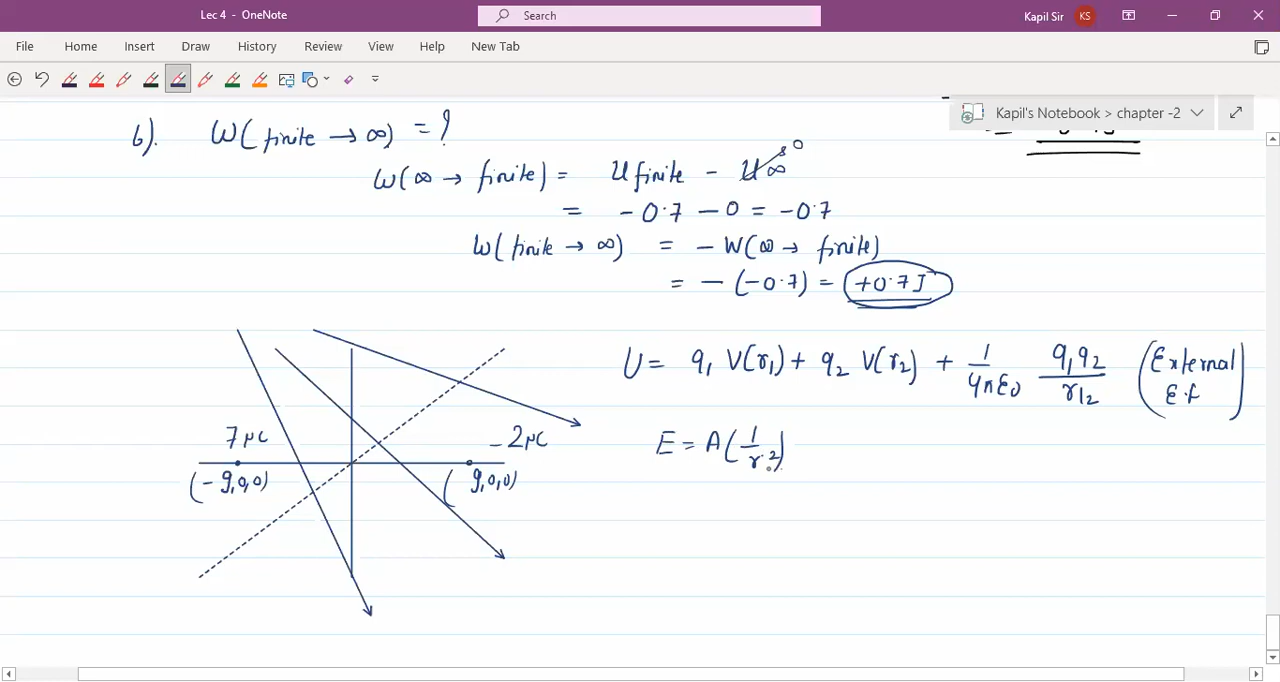 Lec 4 - OneNote
Search
Kapil Sir KS
File Home Insert Draw History Review View Help New Tab
Kapil's Notebook > chapter -2
6). W( finite → ∞) = ?
W(∞ → finite) = U finite - U∞ 0
= -0.7 - 0 = -0.7
W(finite → ∞) = - W(∞ → finite)
= - (-0.7) = +0.7J
U = q1 V(r1) + q2 V(r2) + 1/4πε0 q1q2/r12 (External E.f)
7μC -2μC
(-9,0,0) (9,0,0)
E = A(1/r2)